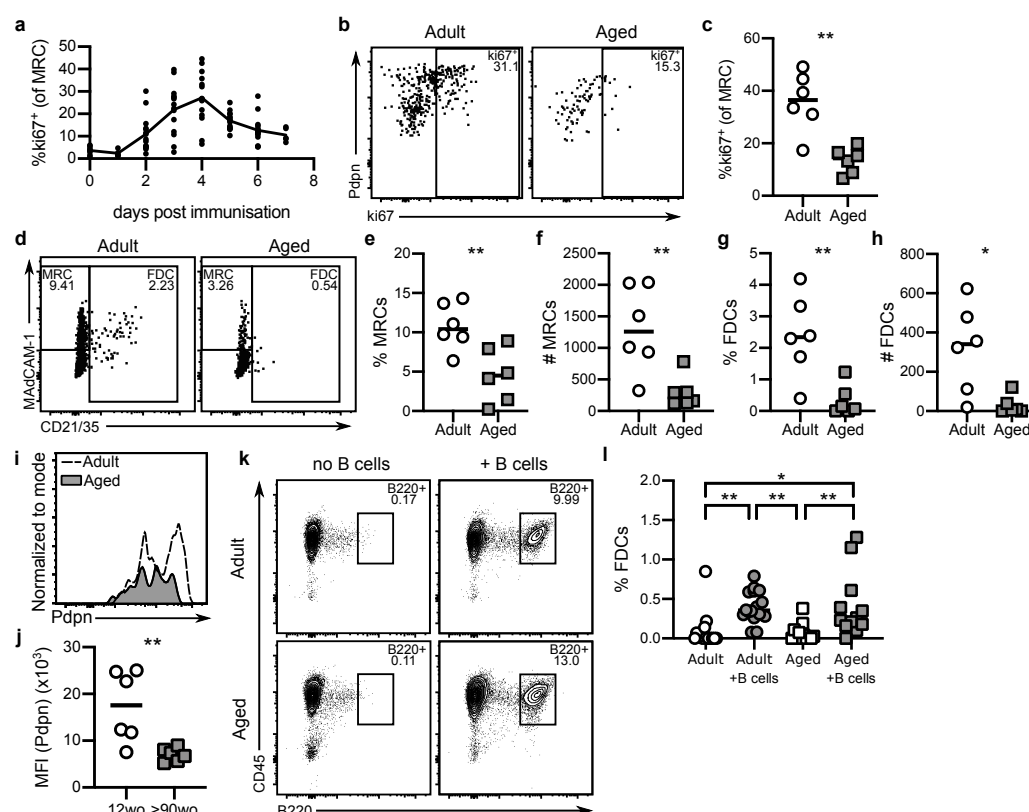 a
50
40
30
20
10
0
%ki67+ (of MRC)
0 2 4 6 8
days post immunisation
b
Adult Aged
ki67+
31.1
ki67+
15.3
Pdpn
ki67
c
60
40
20
0
%ki67+ (of MRC)
**
Adult Aged
d
Adult Aged
MRC
9.41
FDC
2.23
MRC
3.26
FDC
0.54
MAdCAM-1
CD21/35
e
20
15
10
5
0
% MRCs
**
Adult Aged
f
2500
2000
1500
1000
500
0
# MRCs
**
Adult Aged
g
5
4
3
2
1
0
% FDCs
**
Adult Aged
h
800
600
400
200
0
# FDCs
*
Adult Aged
i
Adult
Aged
Normalized to mode
Pdpn
j
30
20
10
0
MFI (Pdpn) (x10³)
**
12wo >90wo
k
no B cells + B cells
Adult
B220+
0.17
B220+
9.99
Aged
B220+
0.11
B220+
13.0
CD45
B220
l
2.0
1.5
1.0
0.5
0.0
% FDCs
*
** ** **
Adult Adult Aged Aged
+B cells +B cells